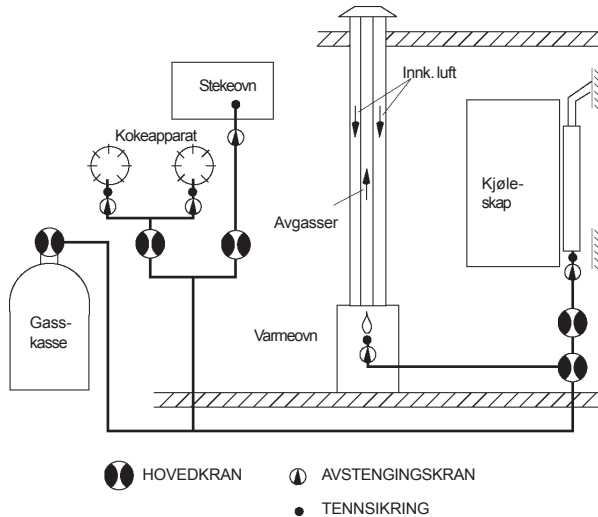 Innk. luft
Stekeovn
Kokeapparat
Kjøle-
skap
Avgasser
Gass-
kasse
Varmeovn
HOVEDKRAN
AVSTENGINGSKRAN
TENNSIKRING